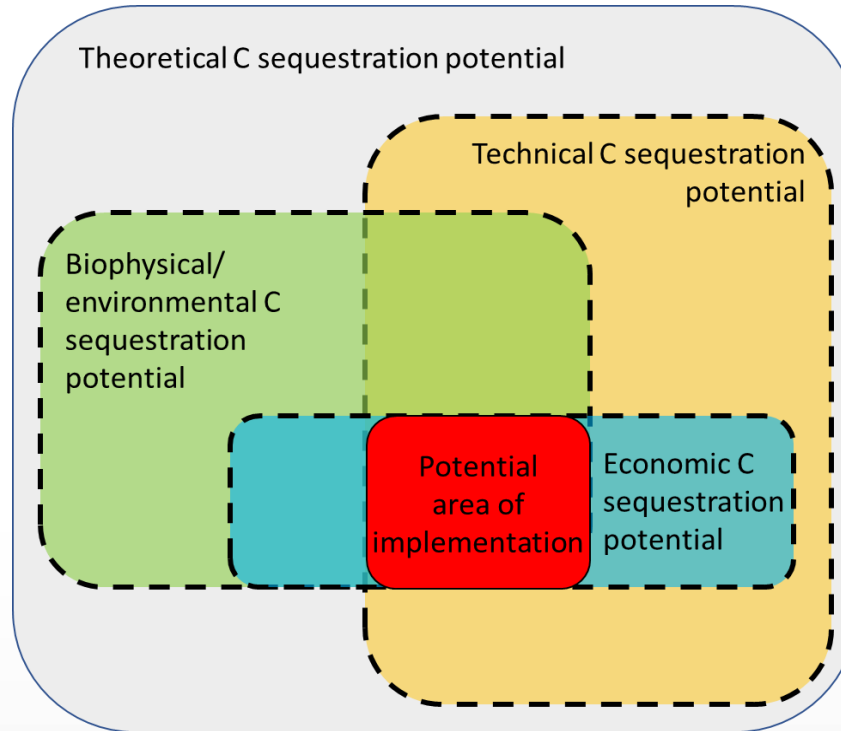 Theoretical C sequestration potential
Technical C sequestration
potential
Biophysical/
environmental C
sequestration
potential
Potential
area of
implementation
Economic C
sequestration
potential